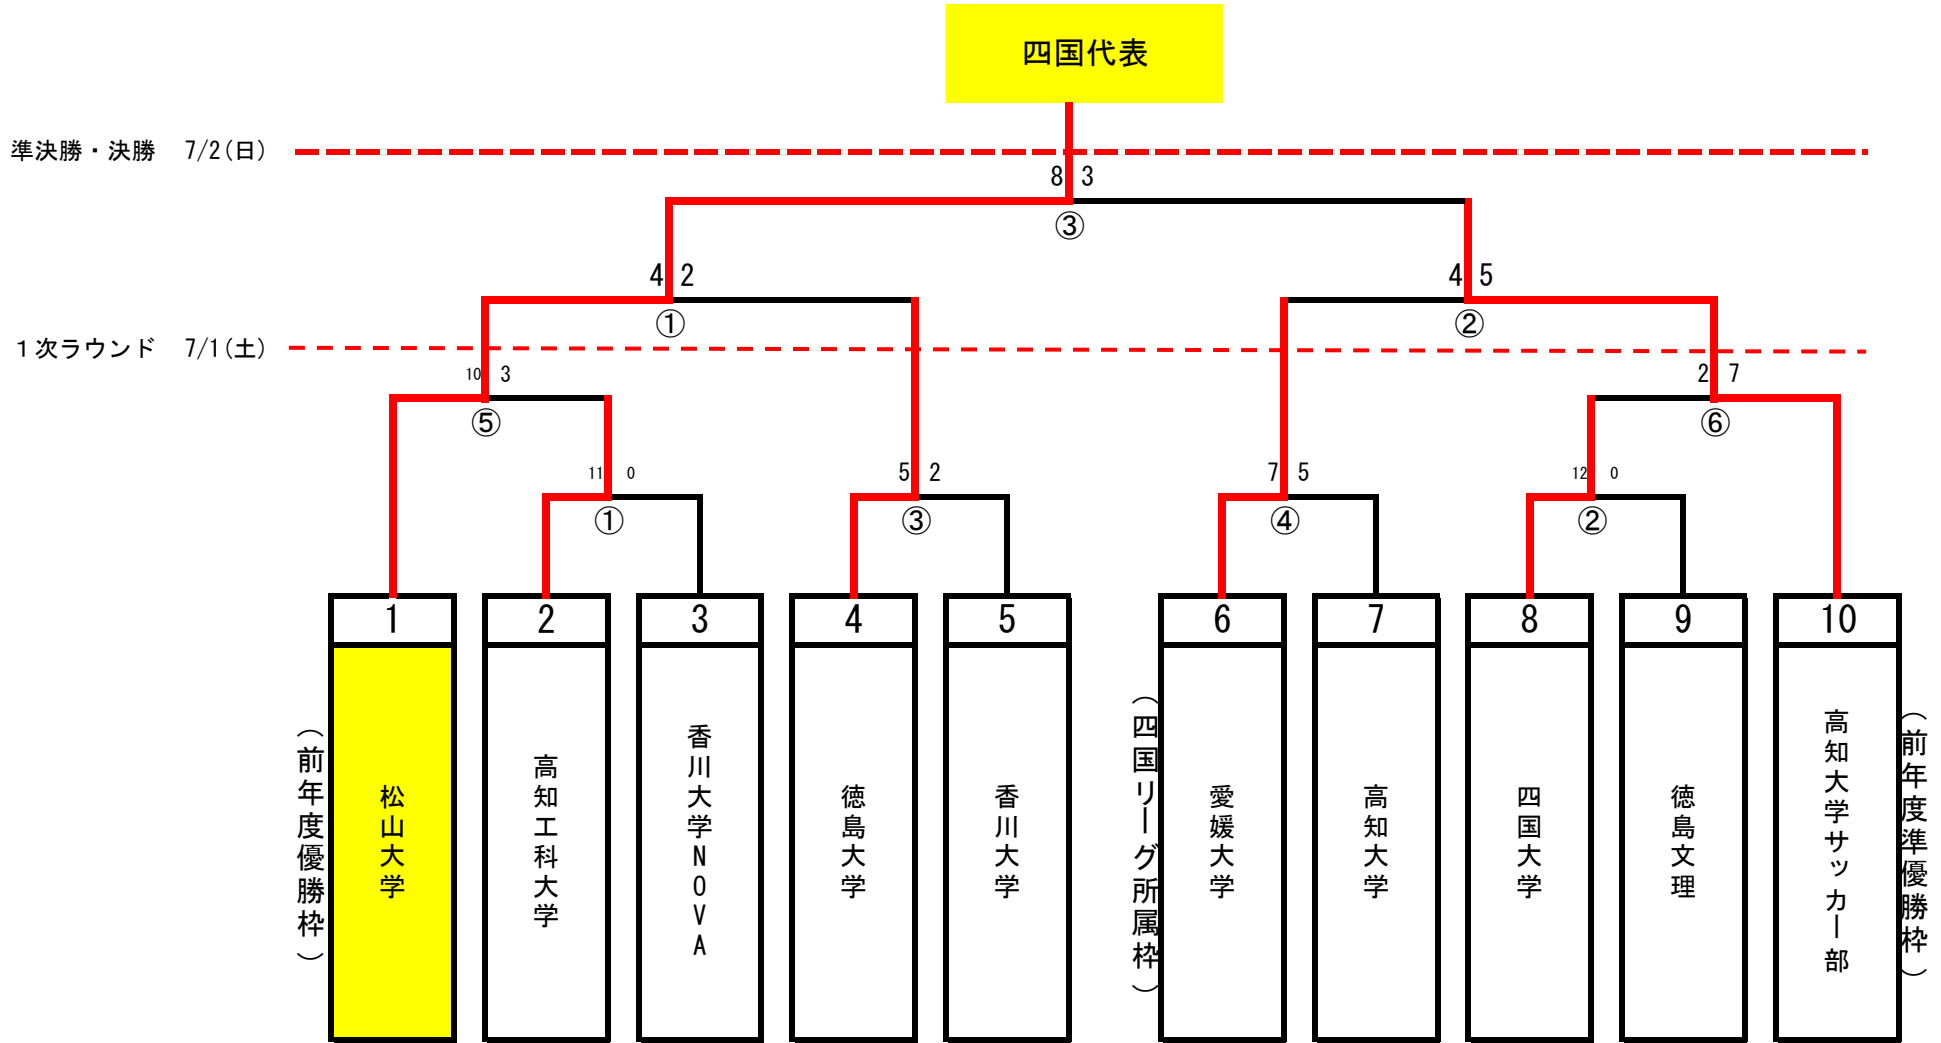 四国代表
準決勝・決勝　7/2(日)
8 3
③
4 2
4 5
①
②
１次ラウンド　7/1(土)
10 3
2 7
⑤
⑥
11 0
5 2
7 5
12 0
①
③
④
②
1
2
3
4
5
6
7
8
9
10
（前年度優勝枠）
松山大学
高知工科大学
香川大学NOVA
徳島大学
香川大学
（四国リーグ所属枠）
愛媛大学
高知大学
四国大学
徳島文理
高知大学サッカー部
（前年度準優勝枠）